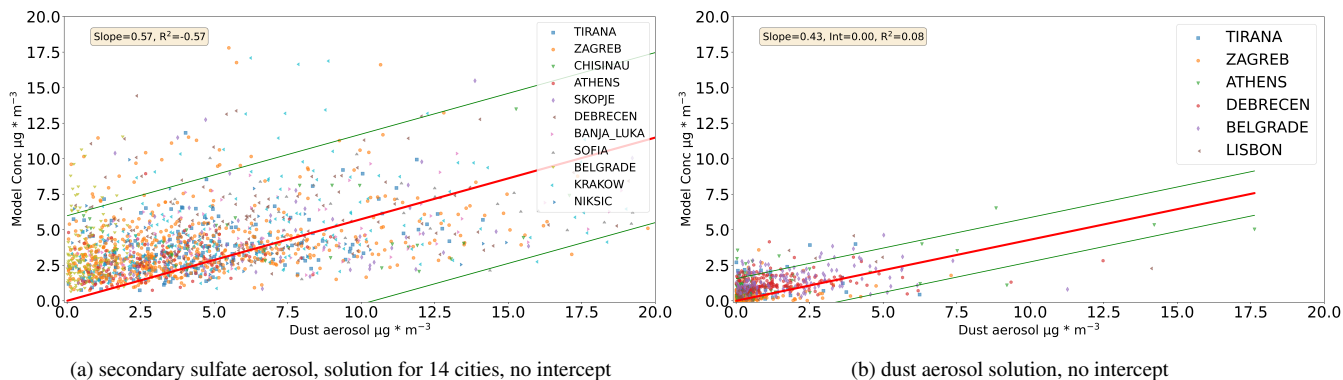 20.0
17.5
15.0
12.5
10.0
7.5
5.0
2.5
0.0
Model Conc µg * m⁻³
Slope=0.57, R²=-0.57
TIRANA
ZAGREB
CHISINAU
ATHENS
SKOPJE
DEBRECEN
BANJA_LUKA
SOFIA
BELGRADE
KRAKOW
NIKSIC
0.0 2.5 5.0 7.5 10.0 12.5 15.0 17.5 20.0
Dust aerosol µg * m⁻³
(a) secondary sulfate aerosol, solution for 14 cities, no intercept
20.0
17.5
15.0
12.5
10.0
7.5
5.0
2.5
0.0
Model Conc µg * m⁻³
Slope=0.43, Int=0.00, R²=0.08
TIRANA
ZAGREB
ATHENS
DEBRECEN
BELGRADE
LISBON
0.0 2.5 5.0 7.5 10.0 12.5 15.0 17.5 20.0
Dust aerosol µg * m⁻³
(b) dust aerosol solution, no intercept